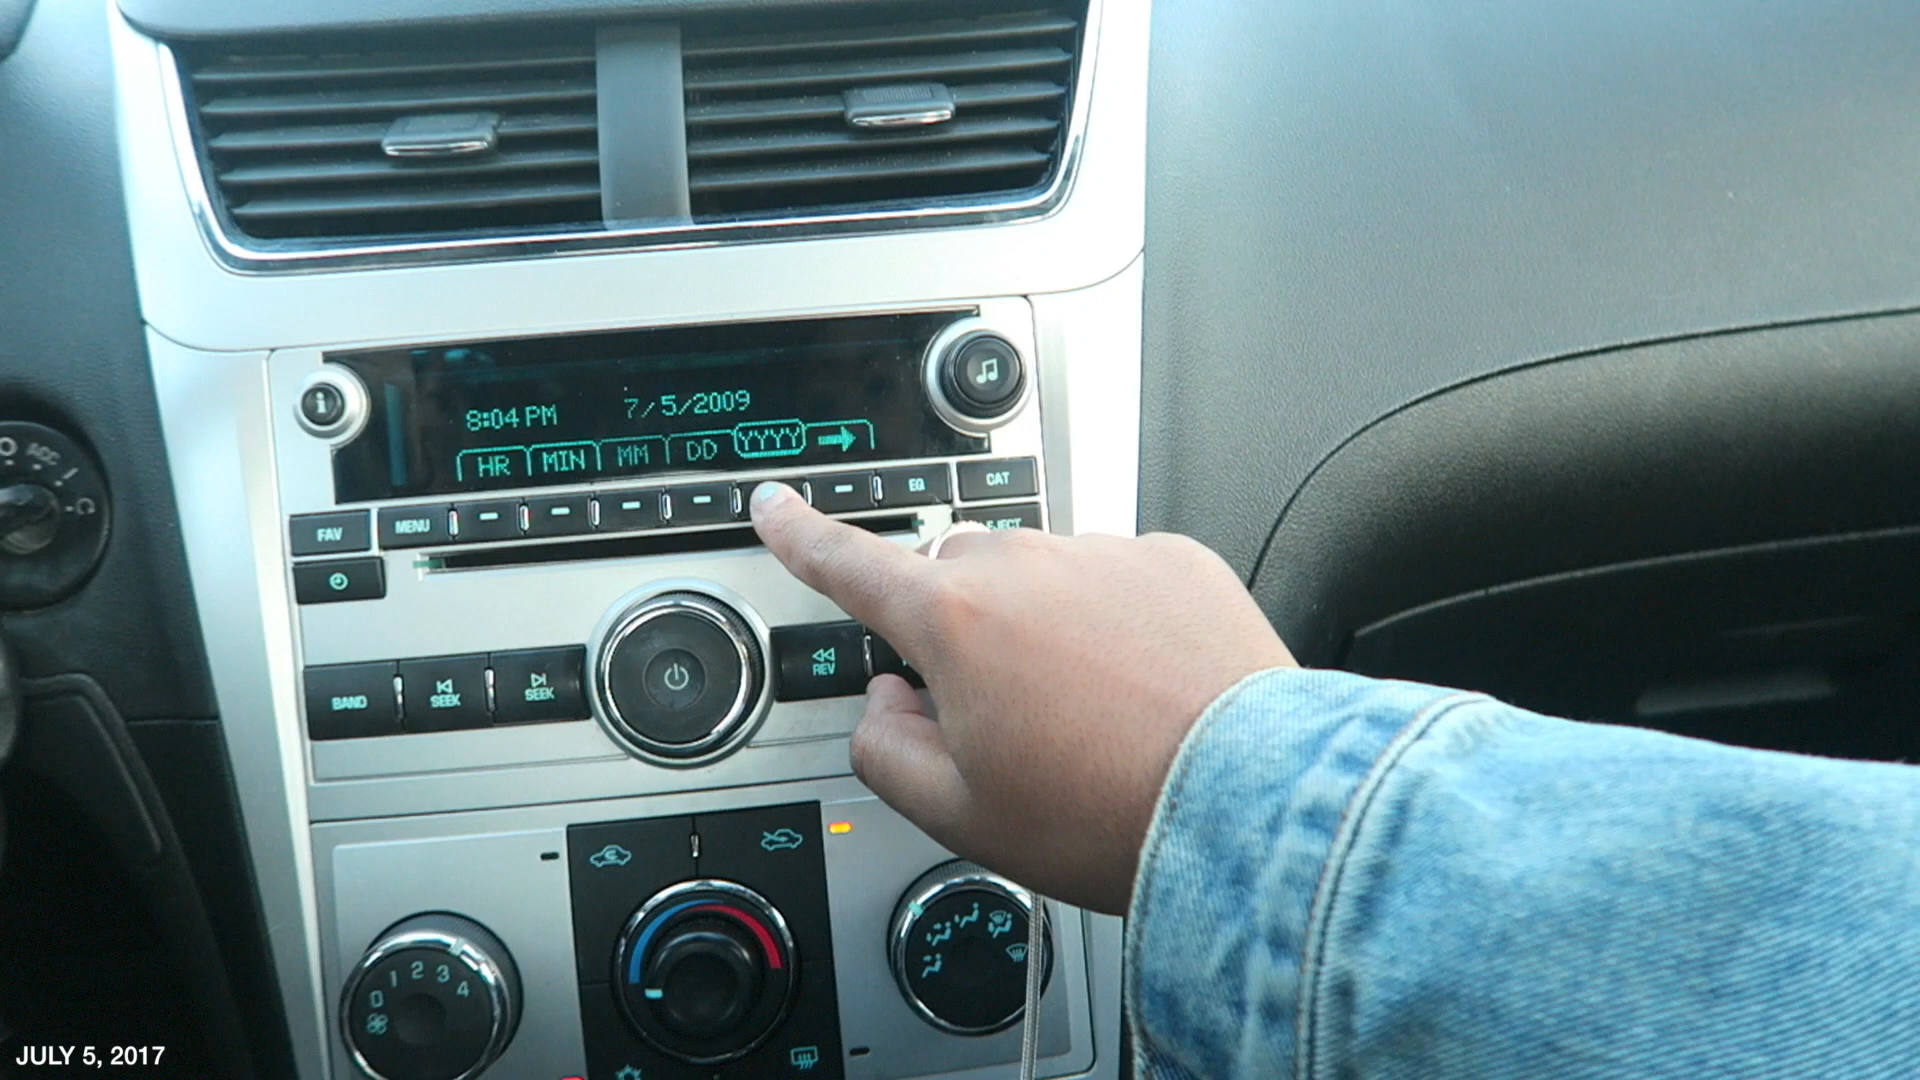 8:04 PM 7/5/2009
HR MIN MM DD YYYY
ACC
FAV MENU EQ CAT
EJECT
BAND SEEK SEEK REV
0 1 2 3 4
JULY 5, 2017